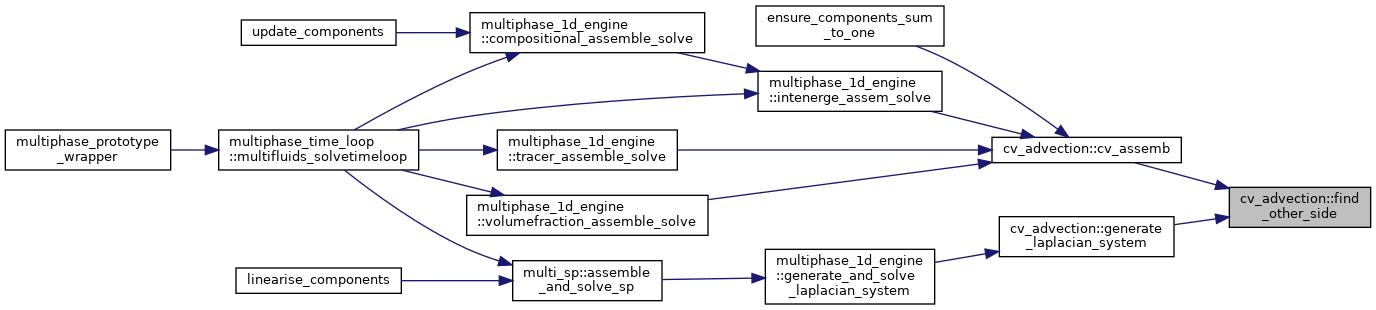 update_components
multiphase_1d_engine
::compositional_assemble_solve
ensure_components_sum
_to_one
multiphase_1d_engine
::intenerge_assem_solve
multiphase_prototype
_wrapper
multiphase_time_loop
::multifluids_solvetimeloop
multiphase_1d_engine
::tracer_assemble_solve
cv_advection::cv_assemb
multiphase_1d_engine
::volumefraction_assemble_solve
cv_advection::find
_other_side
cv_advection::generate
_laplacian_system
linearise_components
multi_sp::assemble
_and_solve_sp
multiphase_1d_engine
::generate_and_solve
_laplacian_system